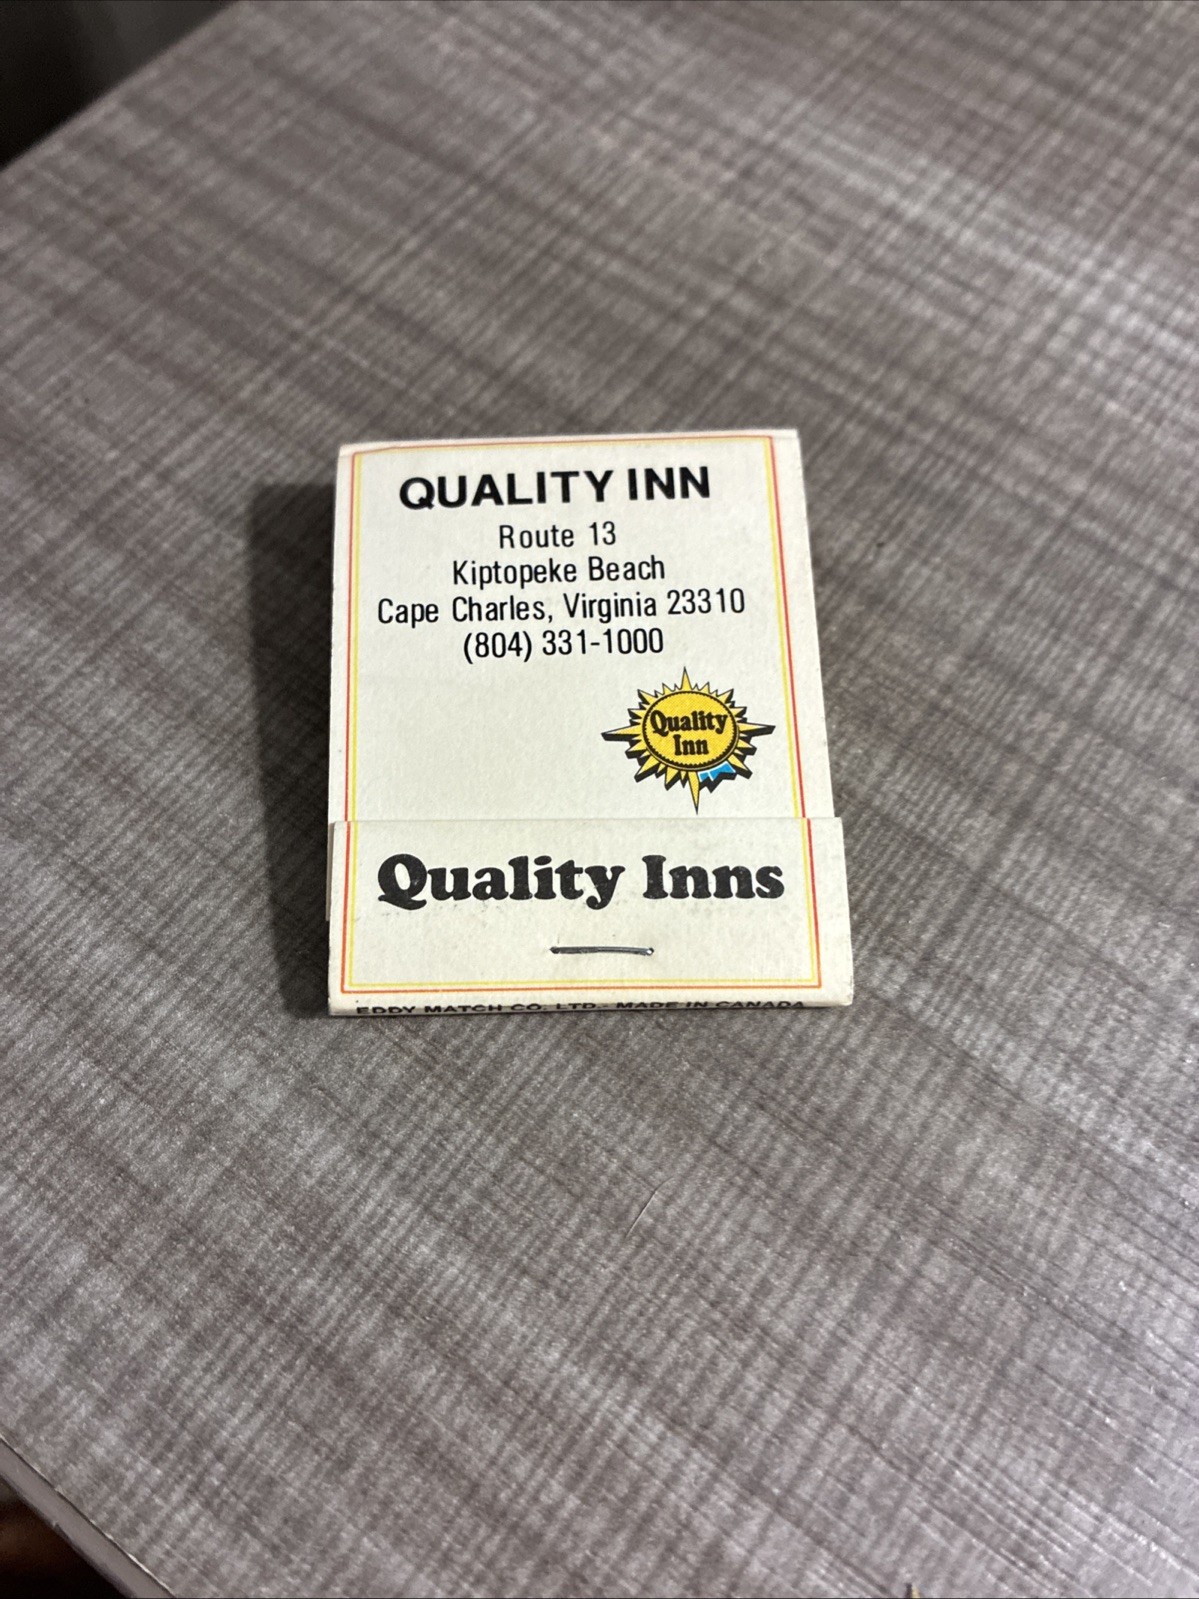 QUALITY INN
Route 13
Kiptopeke Beach
Cape Charles, Virginia 23310
(804) 331-1000
Quality
Inn
Quality Inns
EDDY MATCH CO. LTD. MADE IN CANADA